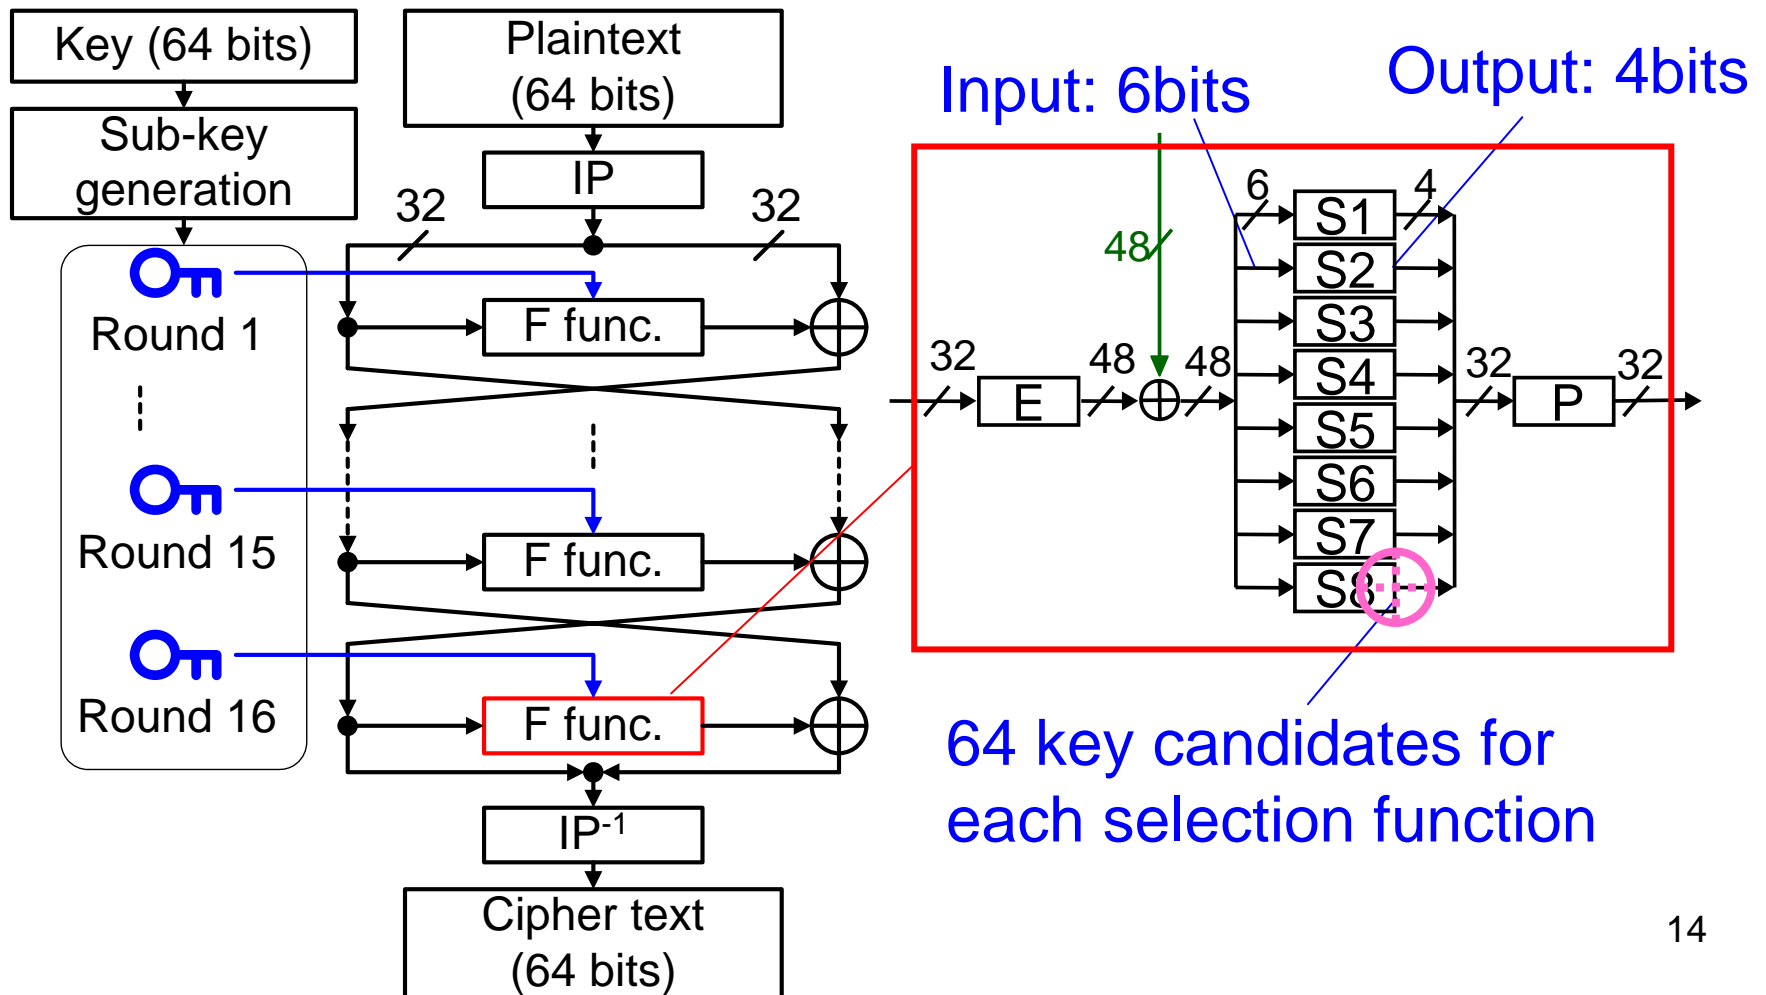 Key (64 bits)
Sub-key
generation
Round 1
Round 15
Round 16
Plaintext
(64 bits)
IP
32
32
F func.
F func.
F func.
IP-1
Cipher text
(64 bits)
Input: 6bits
Output: 4bits
48
32
E
48
48
6
4
S1
S2
S3
S4
S5
S6
S7
S8
32
P
32
64 key candidates for
each selection function
14